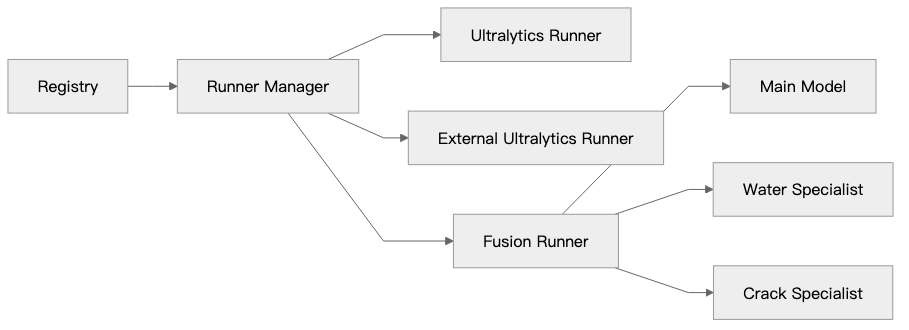 Registry
Runner Manager
Ultralytics Runner
External Ultralytics Runner
Fusion Runner
Main Model
Water Specialist
Crack Specialist